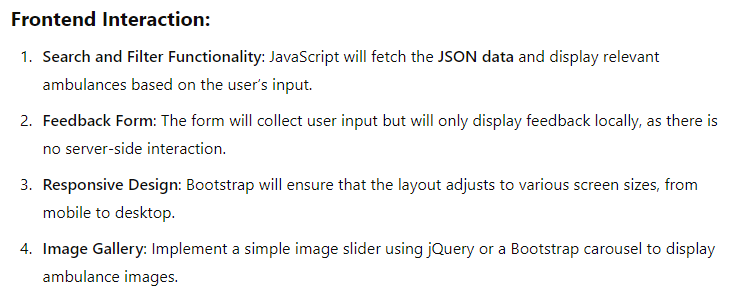 Frontend Interaction:
1. Search and Filter Functionality: JavaScript will fetch the JSON data and display relevant
ambulances based on the user's input.
2. Feedback Form: The form will collect user input but will only display feedback locally, as there is
no server-side interaction.
3. Responsive Design: Bootstrap will ensure that the layout adjusts to various screen sizes, from
mobile to desktop.
4. Image Gallery: Implement a simple image slider using jQuery or a Bootstrap carousel to display
ambulance images.